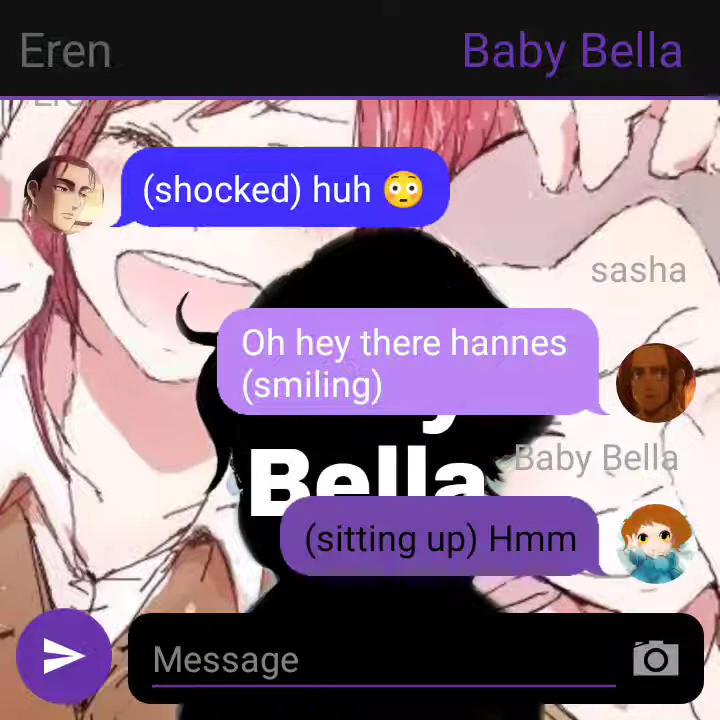 Eren
Baby Bella
(shocked) huh 😳
sasha
Oh hey there hannes
(smiling)
Baby Bella
Bella
(sitting up) Hmm
Message